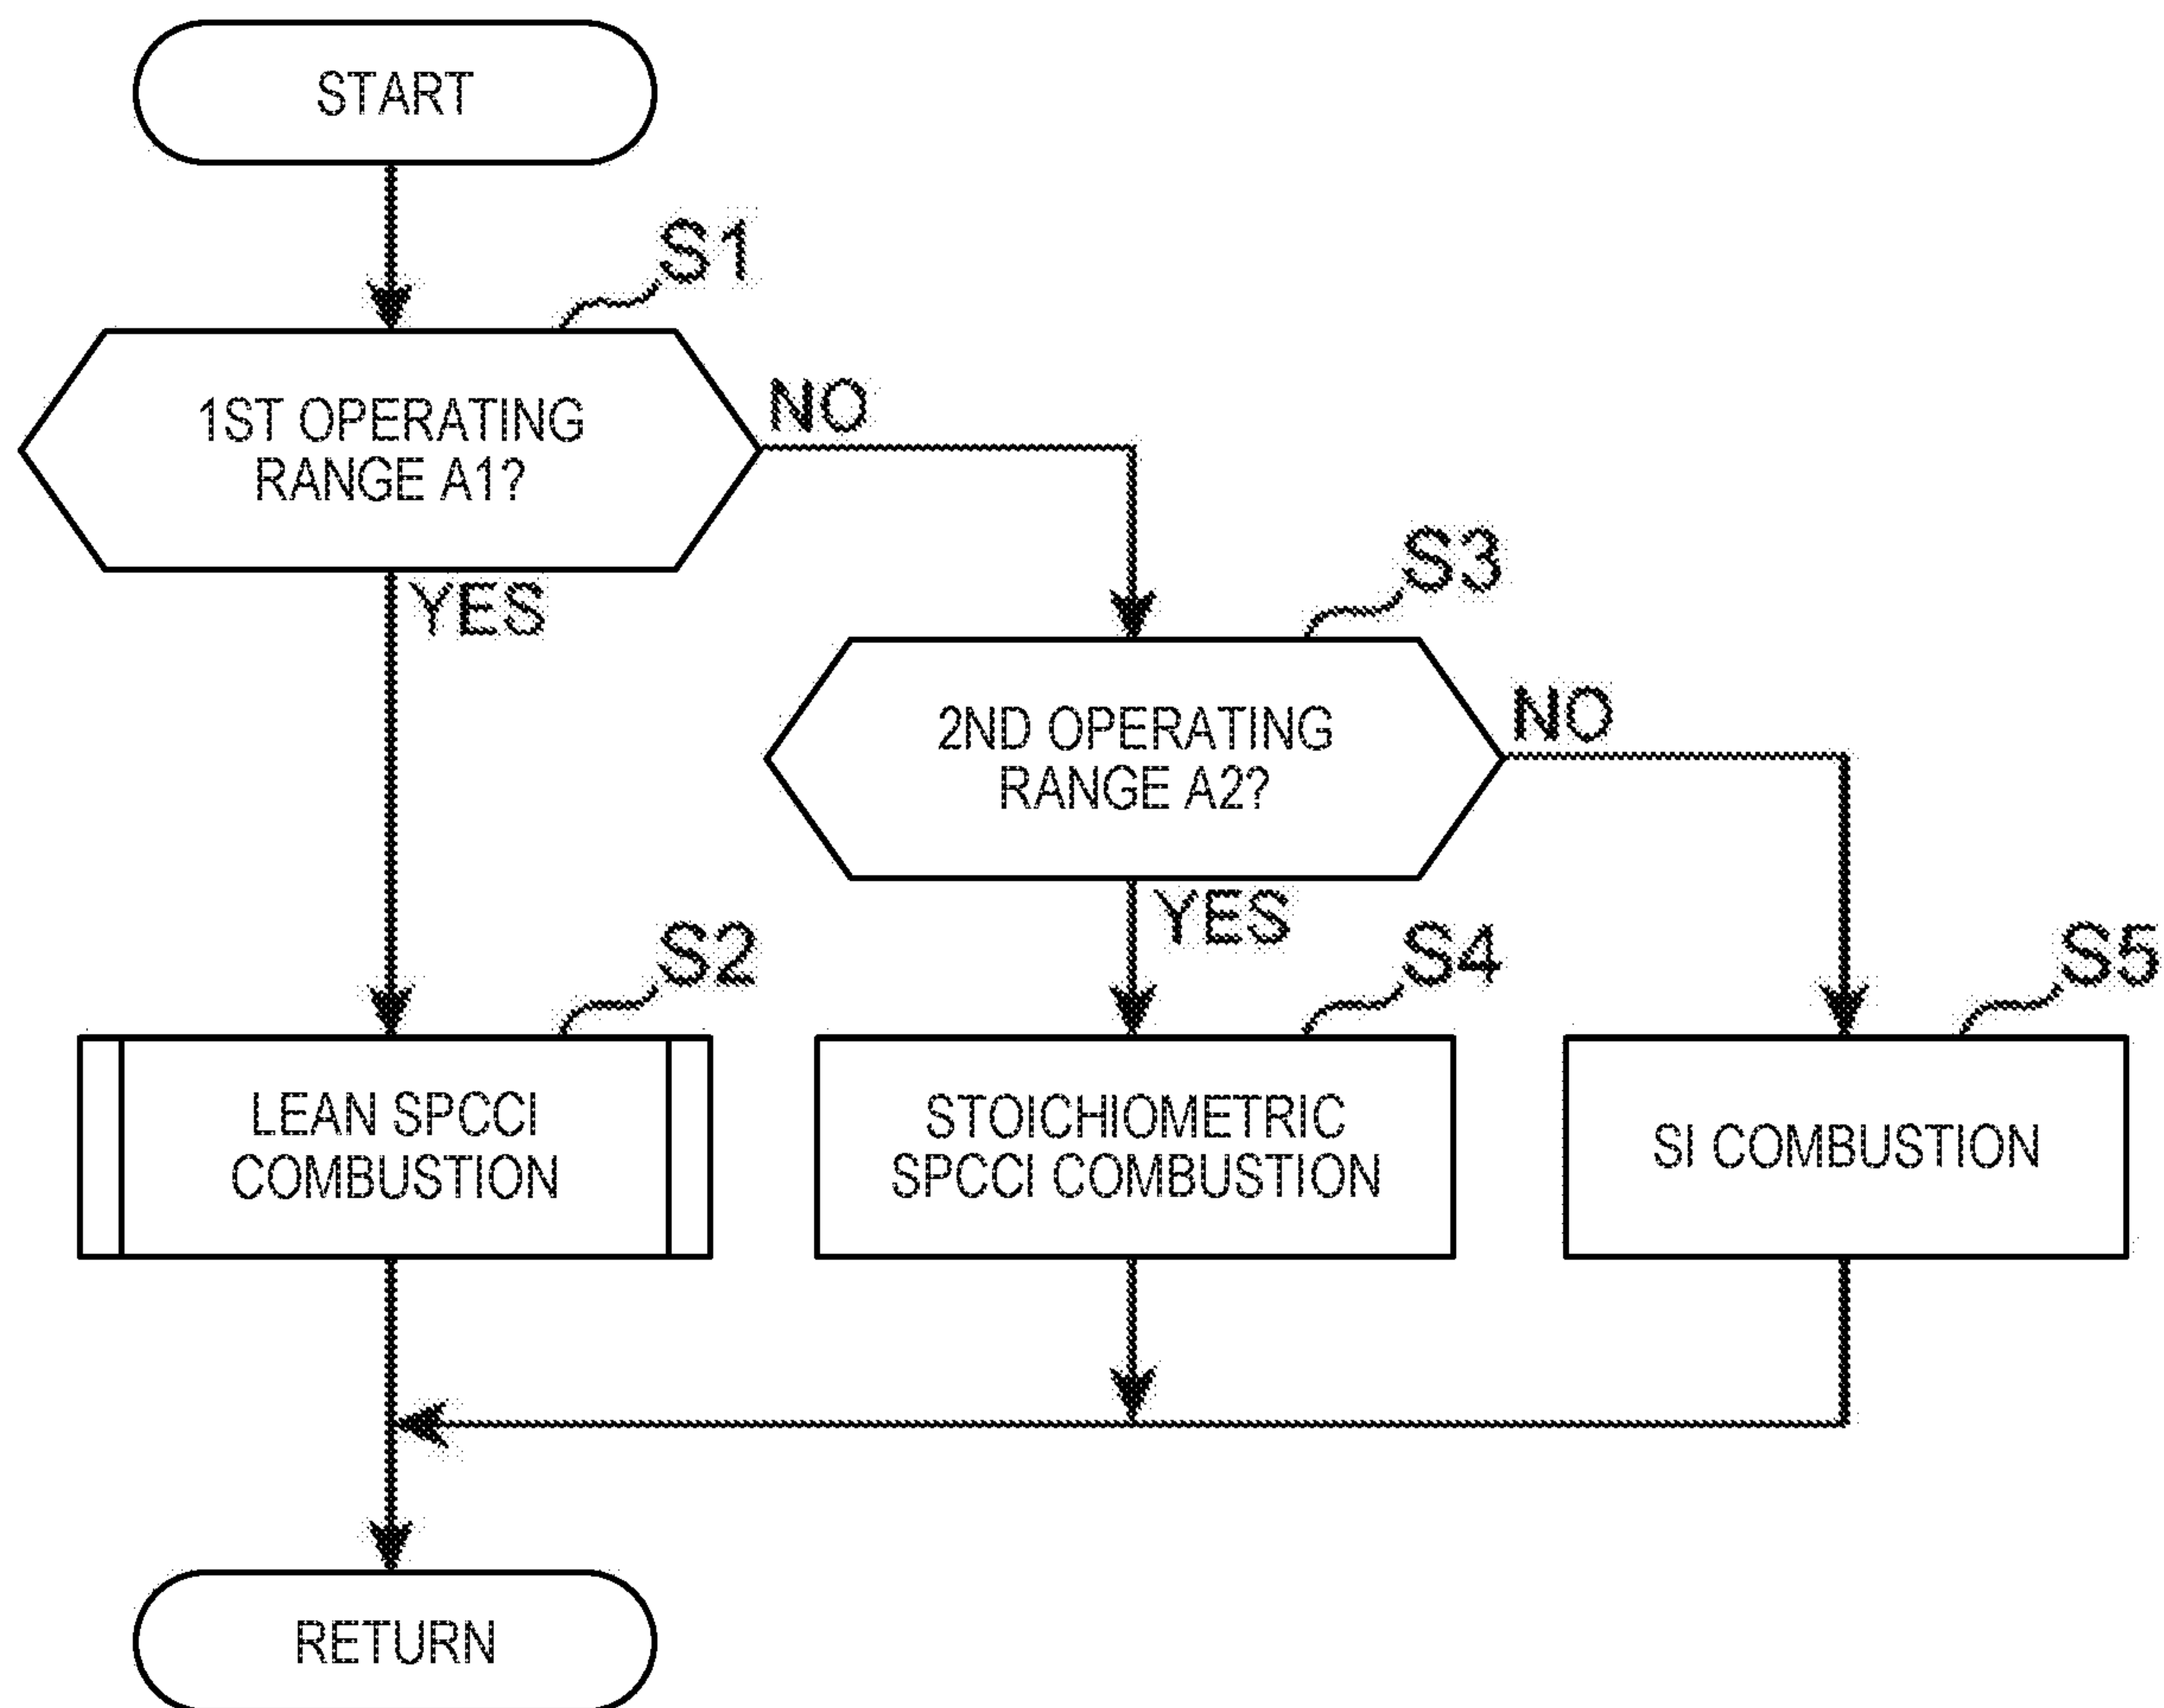 START
S1
1ST OPERATING
RANGE A1?
NO
YES
S3
2ND OPERATING
RANGE A2?
NO
YES
S2
LEAN SPCCI
COMBUSTION
S4
STOICHIOMETRIC
SPCCI COMBUSTION
S5
SI COMBUSTION
RETURN